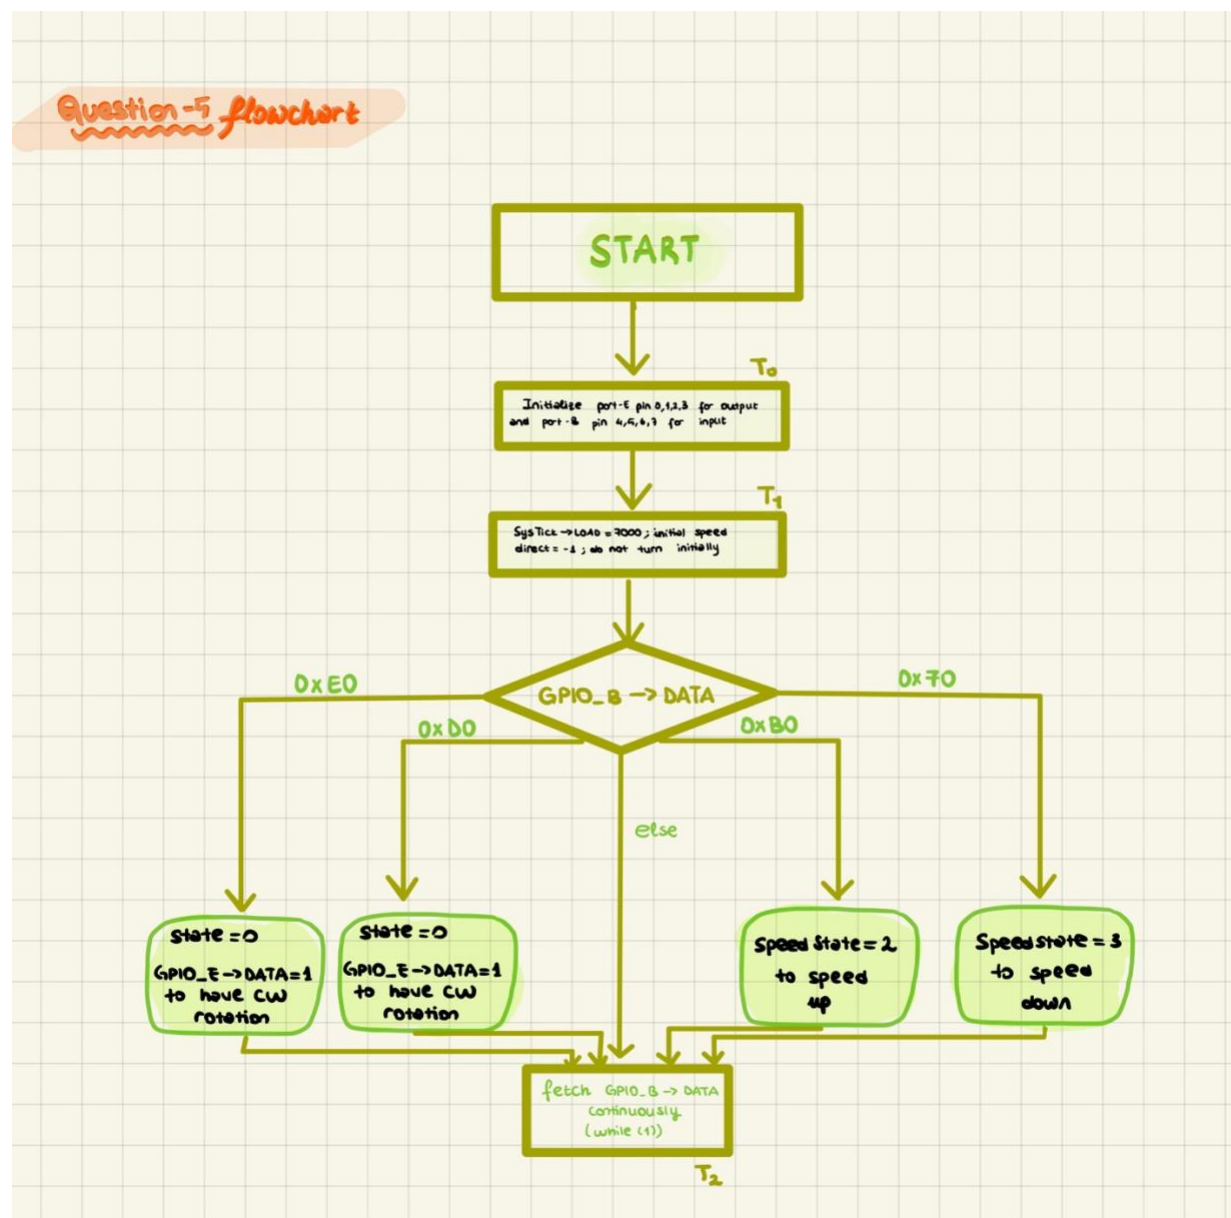 Question-5 flowchart
START
T0
Initialize port-E pin 0,1,2,3 for output
and port-B pin 4,5,6,7 for input
T1
SysTick → LOAD = 7000 ; initial speed
direct = -1 ; do not turn initially
GPIO_B → DATA
0xE0
0xD0
else
0xB0
0x70
state = 0
GPIO_E → DATA = 1
to have CW
rotation
state = 0
GPIO_E → DATA = 1
to have CW
rotation
Speed State = 2
to speed
up
Speed state = 3
to speed
down
fetch GPIO_B → DATA
continuously
(while (1))
T2